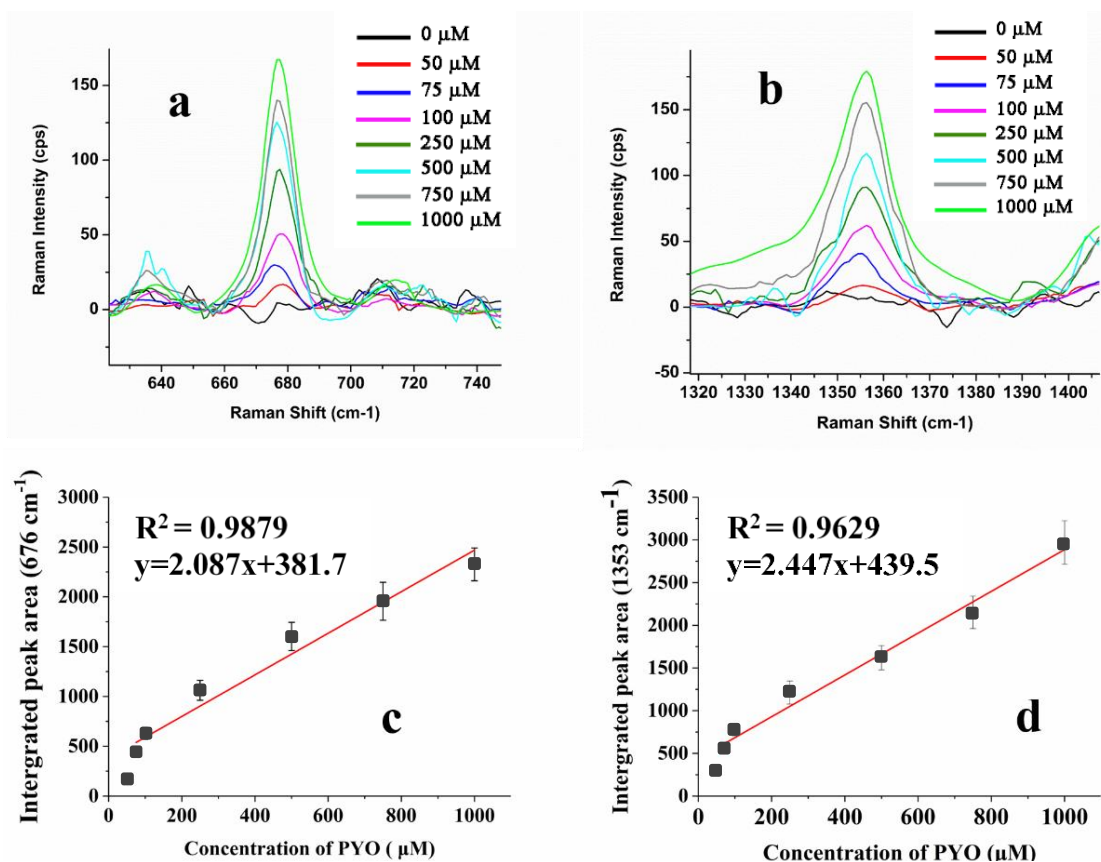 a
Raman Intensity (cps)
150
100
50
0
0 µM
50 µM
75 µM
100 µM
250 µM
500 µM
750 µM
1000 µM
640 660 680 700 720 740
Raman Shift (cm-1)
b
Raman Intensity (cps)
150
100
50
0
-50
0 µM
50 µM
75 µM
100 µM
250 µM
500 µM
750 µM
1000 µM
1320 1330 1340 1350 1360 1370 1380 1390 1400
Raman Shift (cm-1)
Intergrated peak area (676 cm⁻¹)
3000
2500
2000
1500
1000
500
0
R² = 0.9879
y=2.087x+381.7
c
0 200 400 600 800 1000
Concentration of PYO ( µM)
Intergrated peak area (1353 cm⁻¹)
3500
3000
2500
2000
1500
1000
500
0
R² = 0.9629
y=2.447x+439.5
d
0 200 400 600 800 1000
Concentration of PYO (µM)